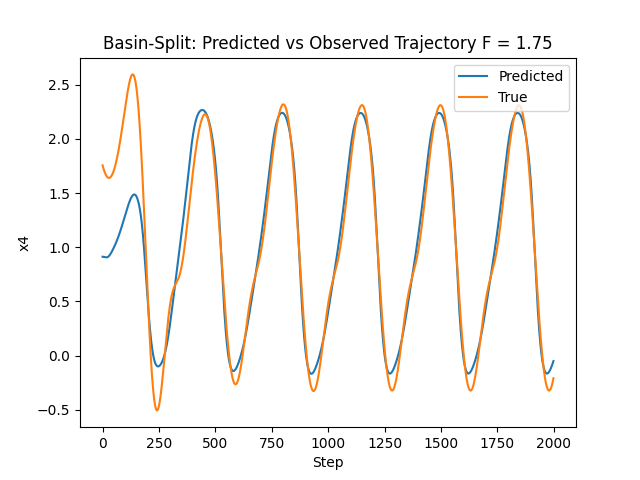 Basin-Split: Predicted vs Observed Trajectory F = 1.75
Predicted
True
2.5
2.0
1.5
1.0
0.5
0.0
−0.5
x4
0 250 500 750 1000 1250 1500 1750 2000
Step